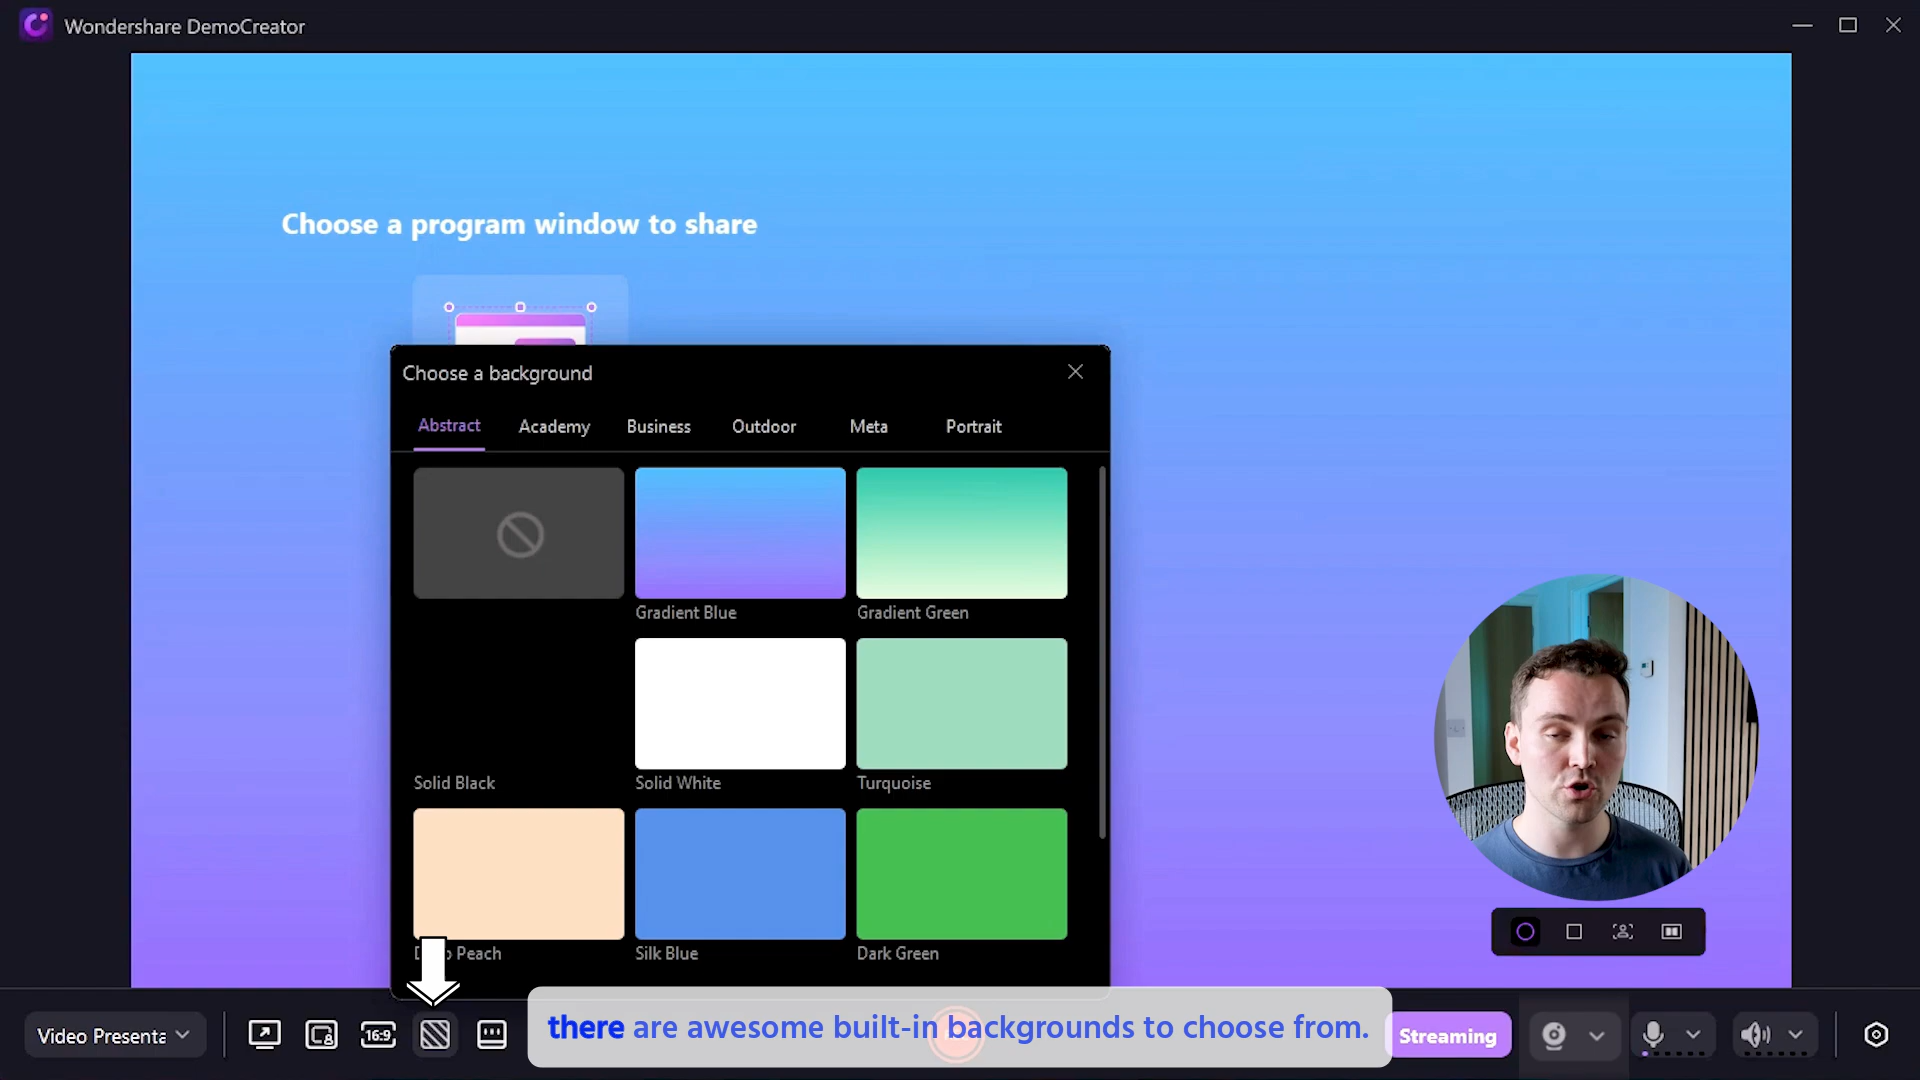 Wondershare DemoCreator
Choose a program window to share
Choose a background
Abstract
Academy
Business
Outdoor
Meta
Portrait
Gradient Blue
Gradient Green
Solid Black
Solid White
Turquoise
Peach
Silk Blue
Dark Green
Video Presenta
16:9
there are awesome built-in backgrounds to choose from.
Streaming